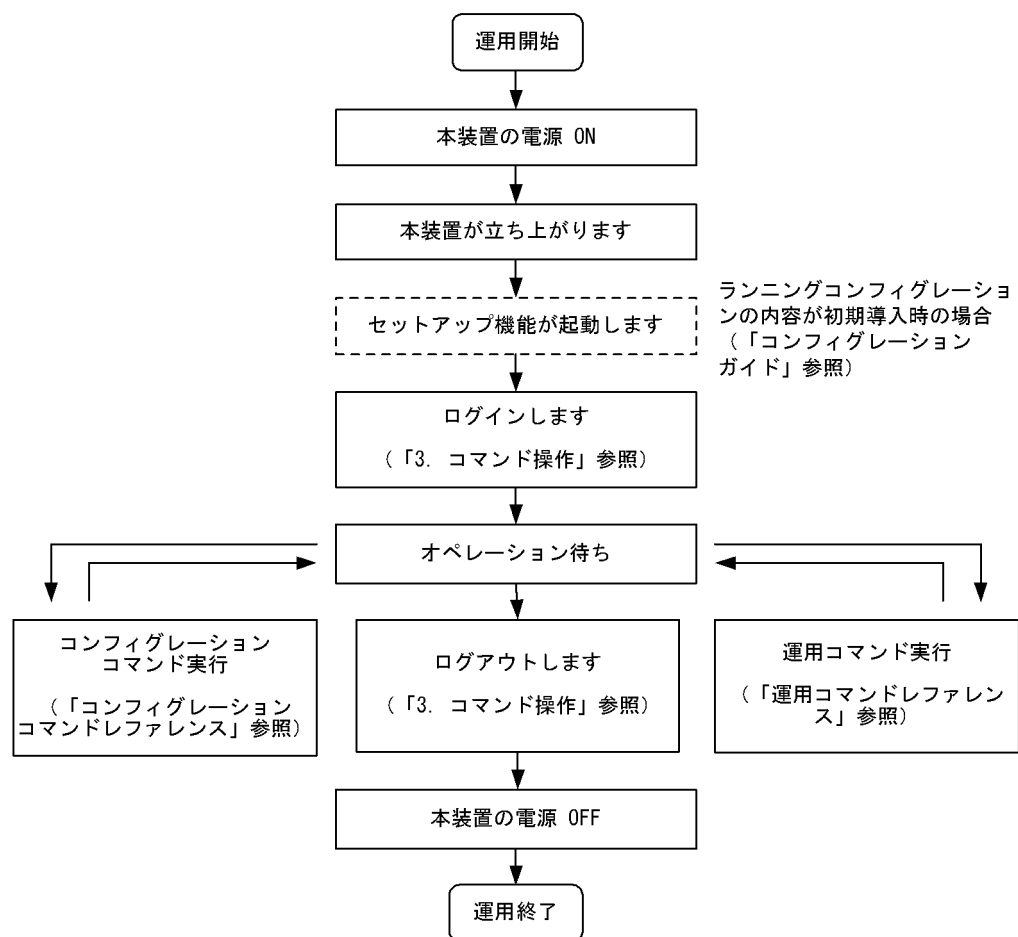 運用開始
本装置の電源 ON
本装置が立ち上がります
セットアップ機能が起動します
ランニングコンフィグレーショ
ンの内容が初期導入時の場合
（「コンフィグレーション
ガイド」参照）
ログインします
（「3. コマンド操作」参照）
オペレーション待ち
コンフィグレーション
コマンド実行
（「コンフィグレーション
コマンドレファレンス」参照）
ログアウトします
（「3. コマンド操作」参照）
運用コマンド実行
（「運用コマンドレファレン
ス」参照）
本装置の電源 OFF
運用終了